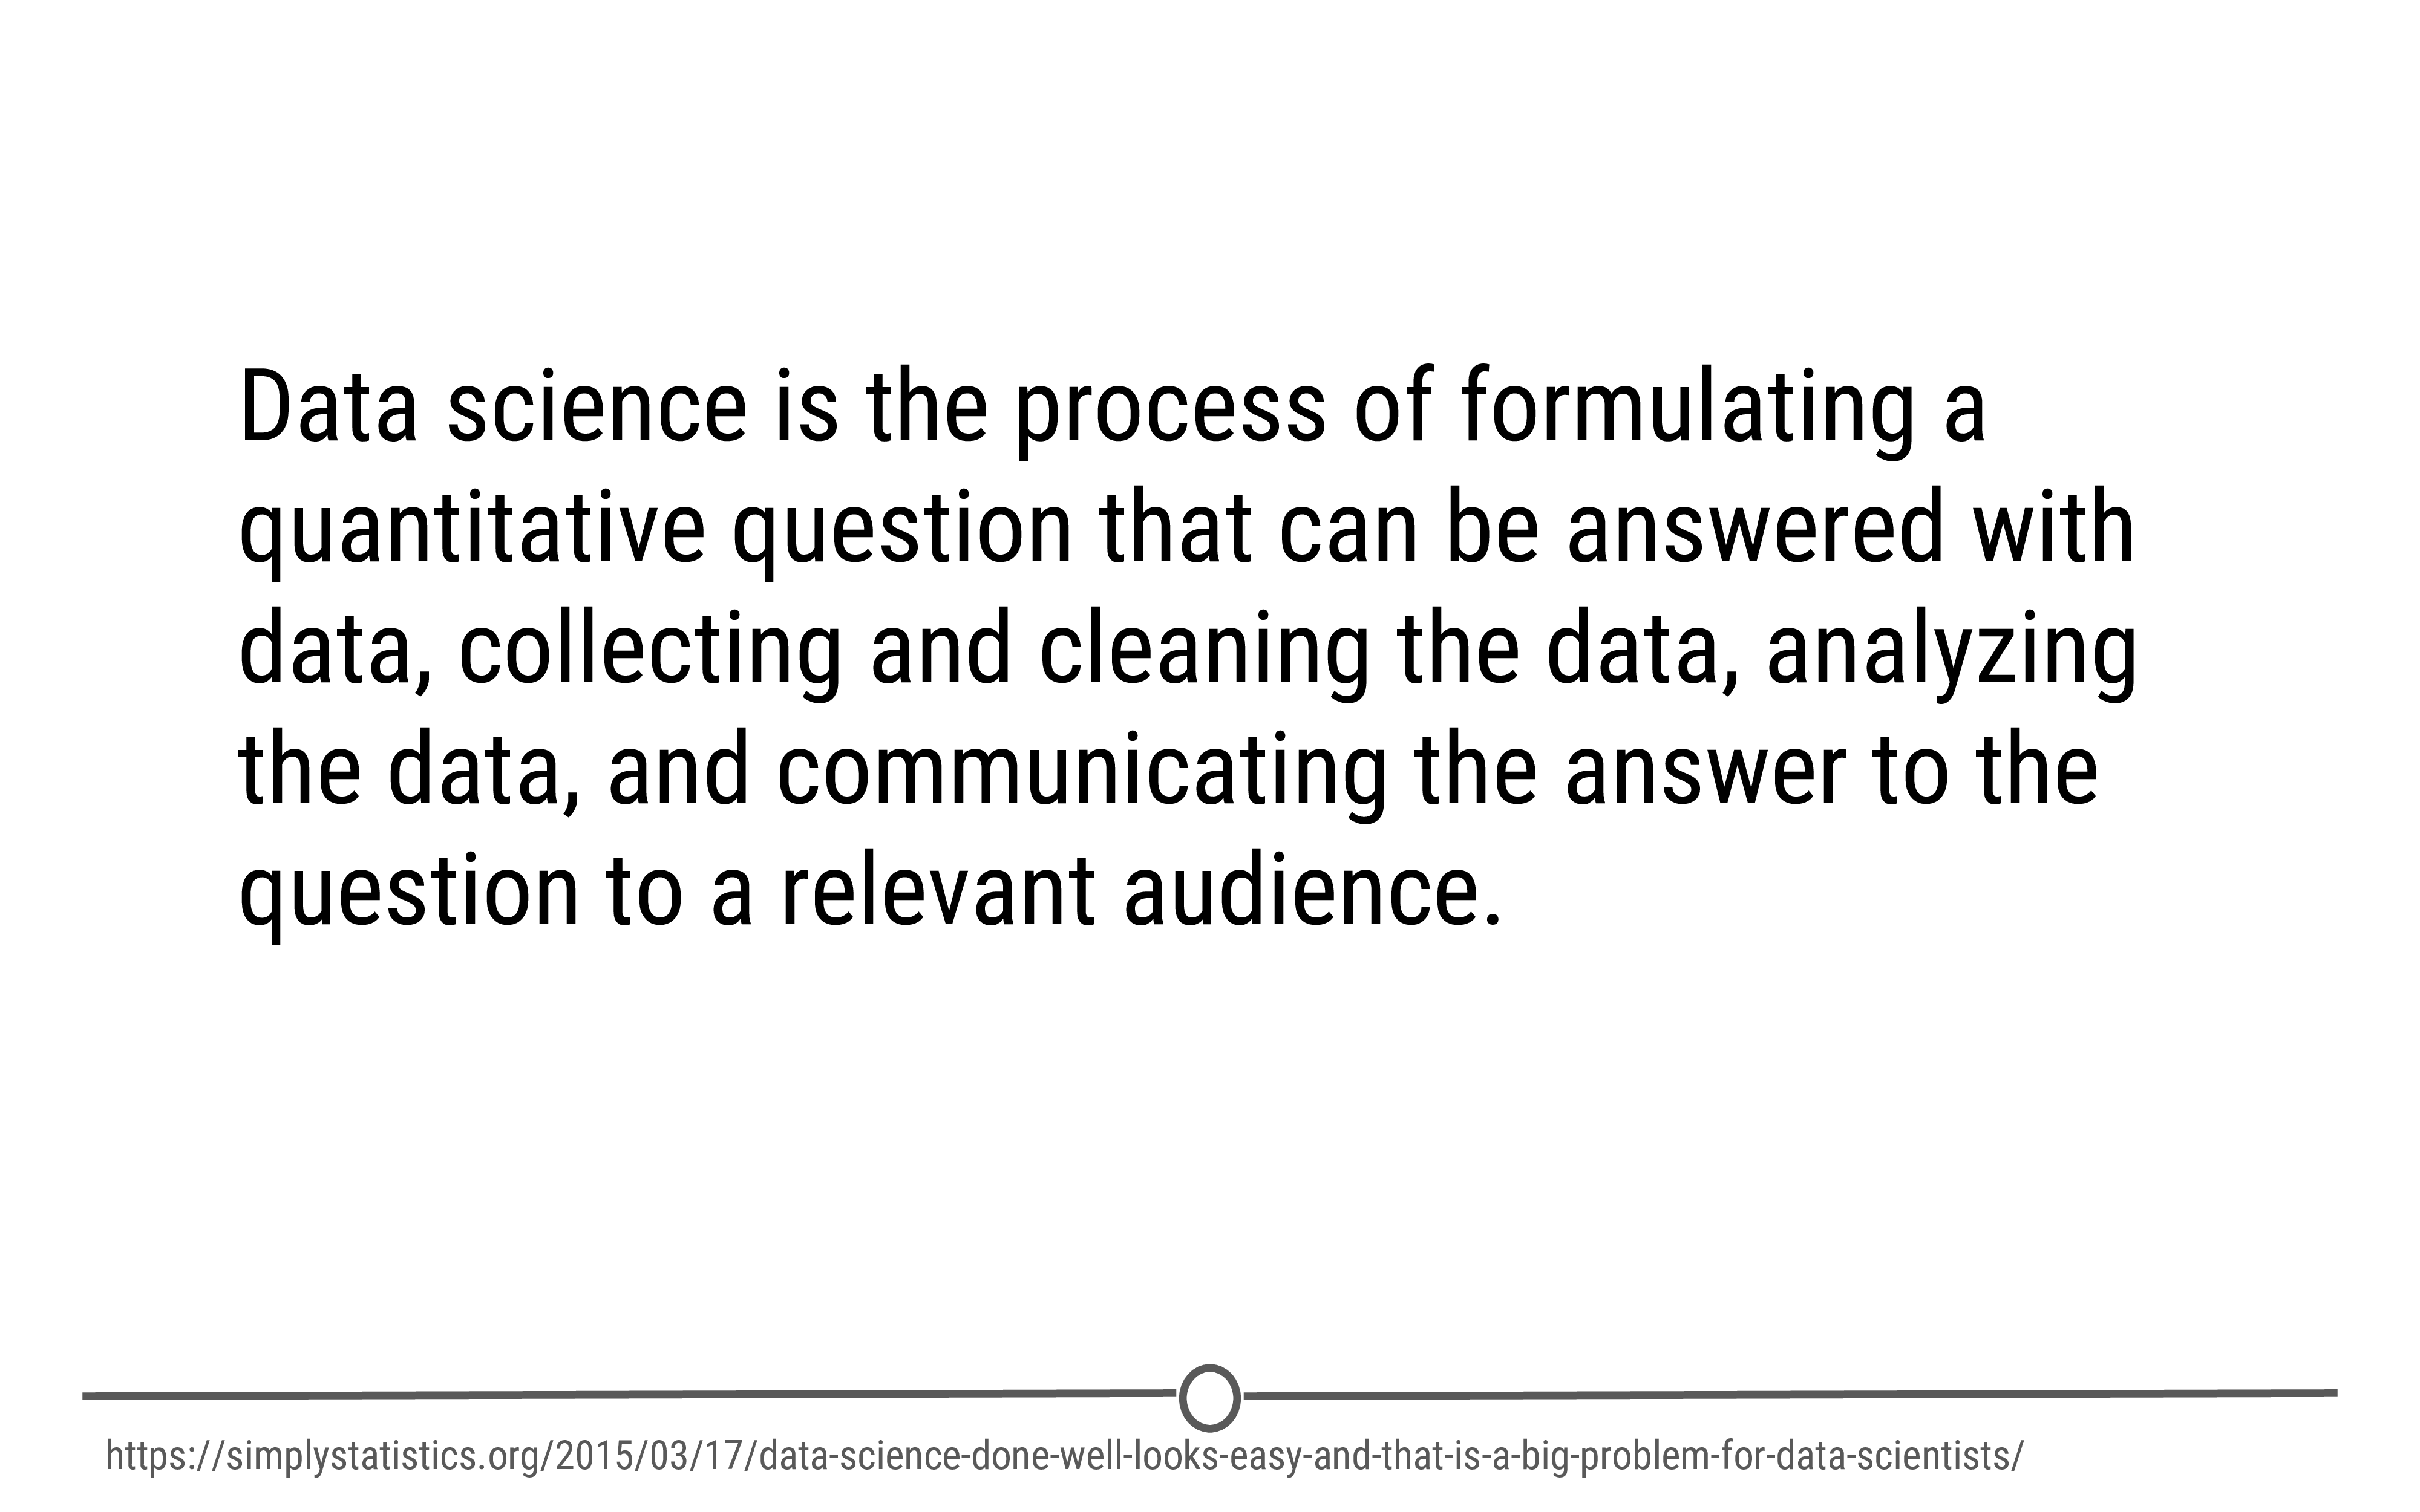 Data science is the process of formulating a
quantitative question that can be answered with
data, collecting and cleaning the data, analyzing
the data, and communicating the answer to the
question to a relevant audience.
https://simplystatistics.org/2015/03/17/data-science-done-well-looks-easy-and-that-is-a-big-problem-for-data-scientists/